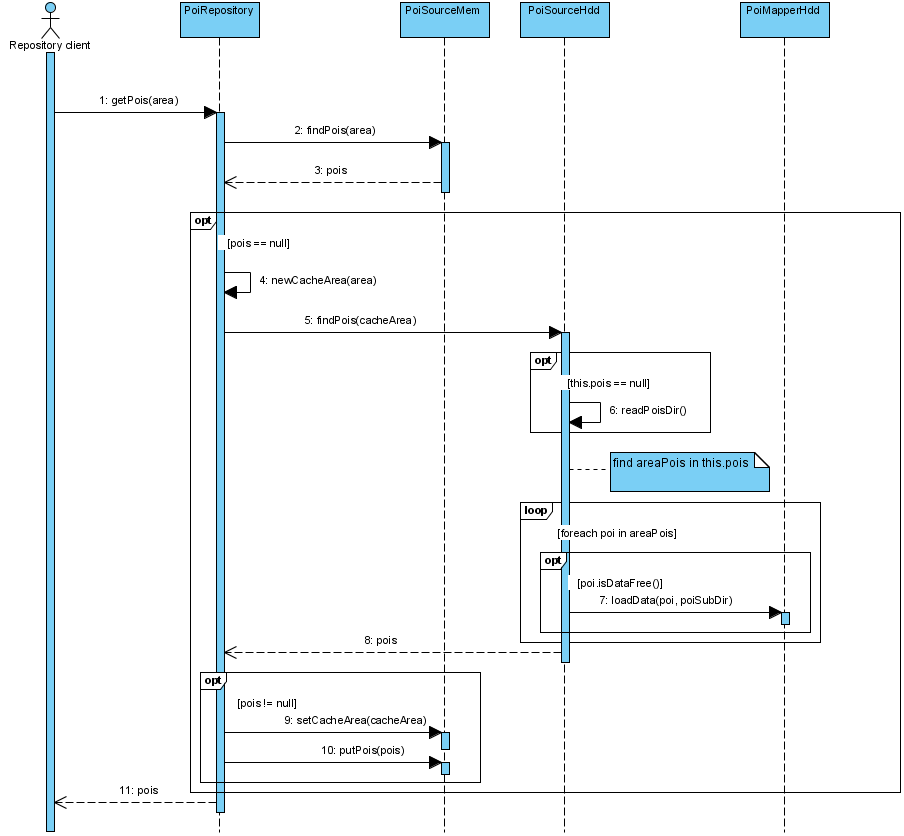 PoiRepository
PoiSourceMem
PoiSourceHdd
PoiMapperHdd
Repository client
1: getPois(area)
2: findPois(area)
3: pois
opt
[pois == null]
4: newCacheArea(area)
5: findPois(cacheArea)
opt
[this.pois == null]
6: readPoisDir()
find areaPois in this.pois
loop
[foreach poi in areaPois]
opt
[poi.isDataFree()]
7: loadData(poi, poiSubDir)
8: pois
opt
[pois != null]
9: setCacheArea(cacheArea)
10: putPois(pois)
11: pois